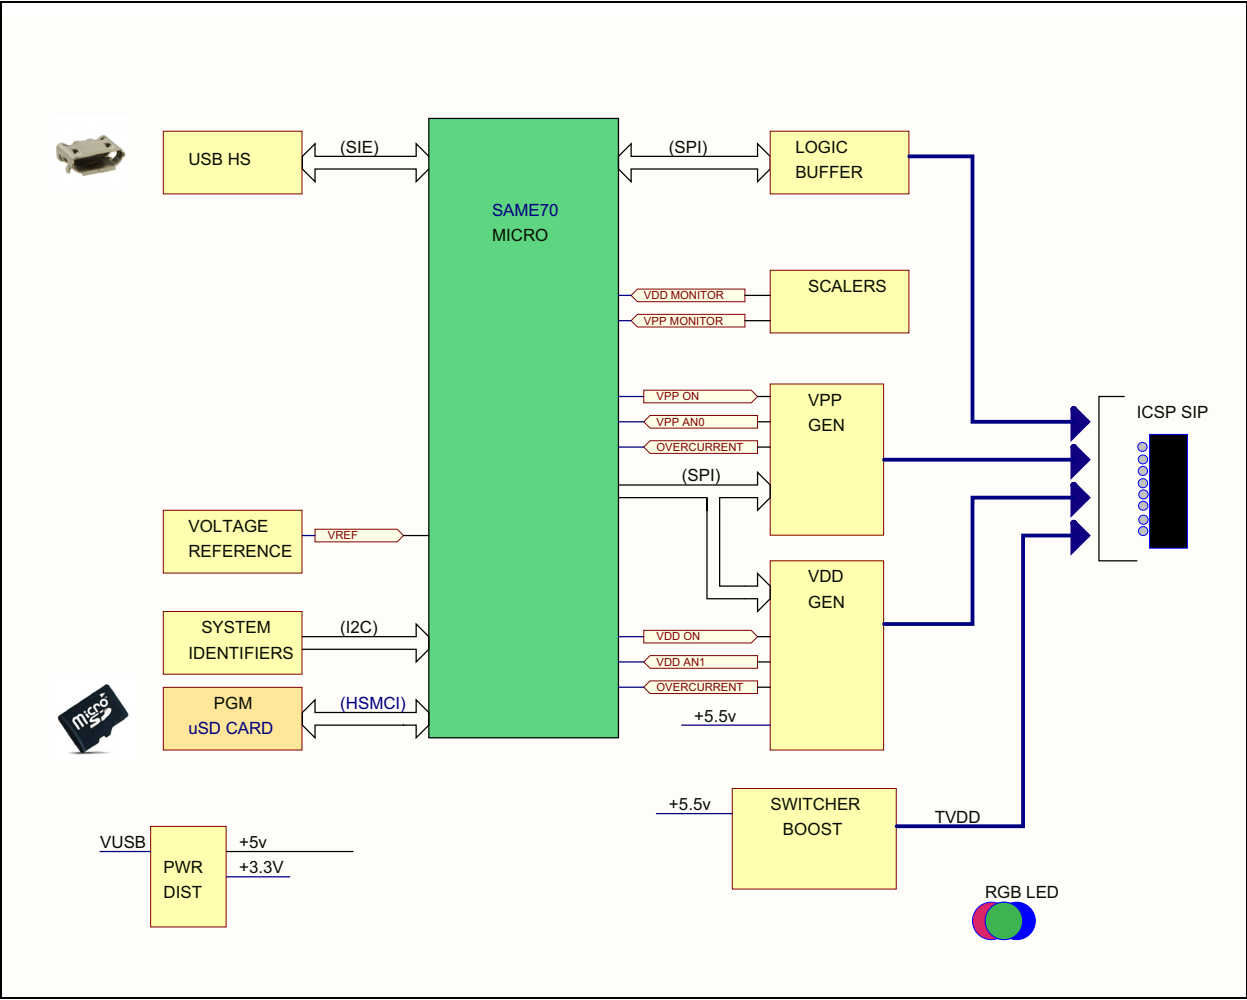 USB HS
(SIE)
SAME70
MICRO
(SPI)
LOGIC
BUFFER
VDD MONITOR
VPP MONITOR
SCALERS
VPP ON
VPP AN0
OVERCURRENT
(SPI)
VPP
GEN
ICSP SIP
VOLTAGE
REFERENCE
VREF
VDD
GEN
SYSTEM
IDENTIFIERS
(I2C)
VDD ON
VDD AN1
OVERCURRENT
+5.5v
micro
SD
PGM
uSD CARD
(HSMCI)
+5.5v
SWITCHER
BOOST
TVDD
VUSB
PWR
DIST
+5v
+3.3V
RGB LED